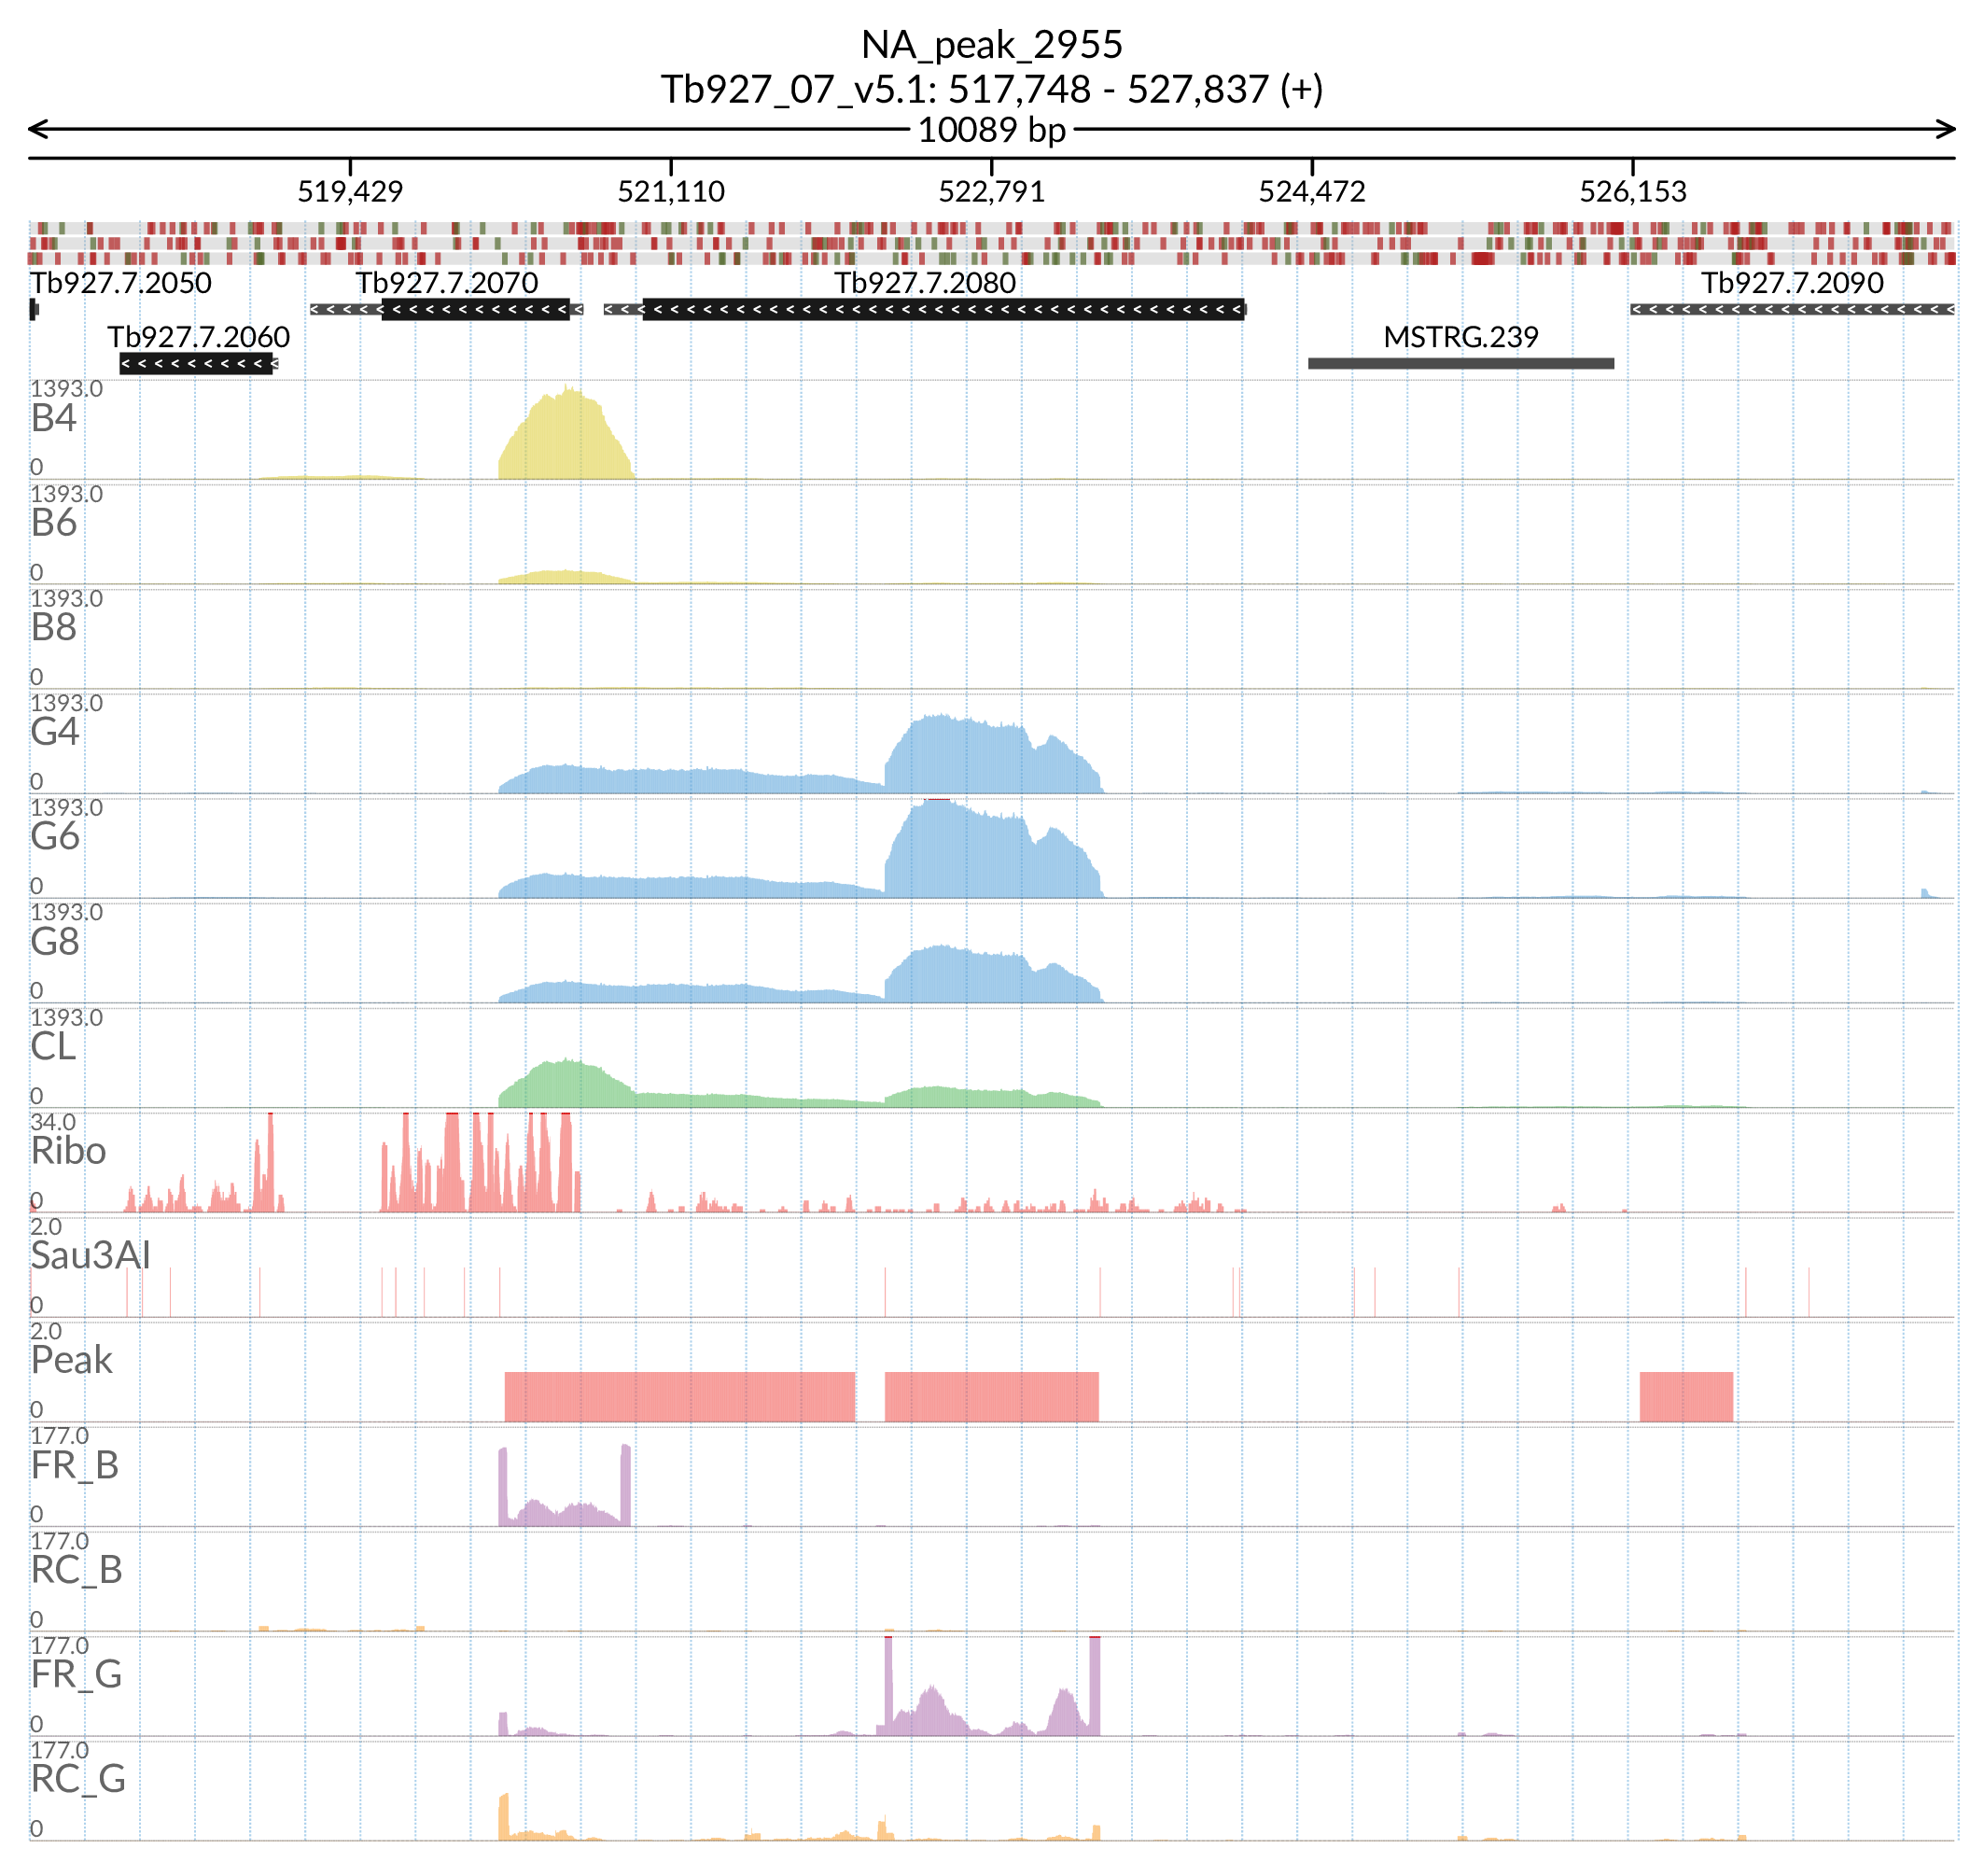 NA_peak_2955
Tb927_07_v5.1: 517,748 - 527,837 (+)
10089 bp
519,429 521,110 522,791 524,472 526,153
Tb927.7.2050 Tb927.7.2070 Tb927.7.2080 Tb927.7.2090
Tb927.7.2060 MSTRG.239
1393.0
B4
0
1393.0
B6
0
1393.0
B8
0
1393.0
G4
0
1393.0
G6
0
1393.0
G8
0
1393.0
CL
0
34.0
Ribo
0
2.0
Sau3AI
0
2.0
Peak
0
177.0
FR_B
0
177.0
RC_B
0
177.0
FR_G
0
177.0
RC_G
0